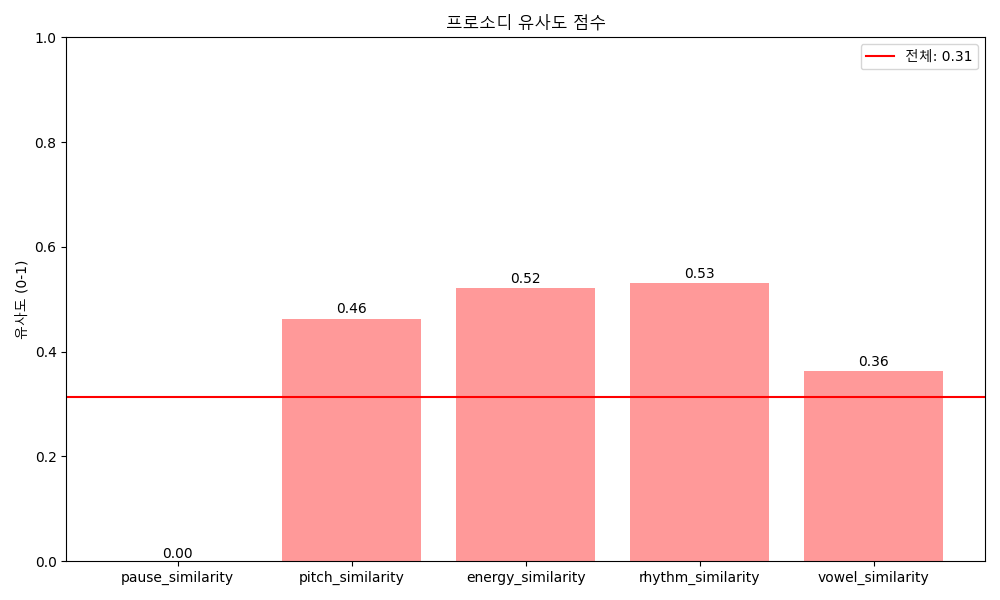 프로소디 유사도 점수
전체: 0.31
유사도 (0-1)
1.0
0.8
0.6
0.4
0.2
0.0
0.00
0.46
0.52
0.53
0.36
pause_similarity
pitch_similarity
energy_similarity
rhythm_similarity
vowel_similarity